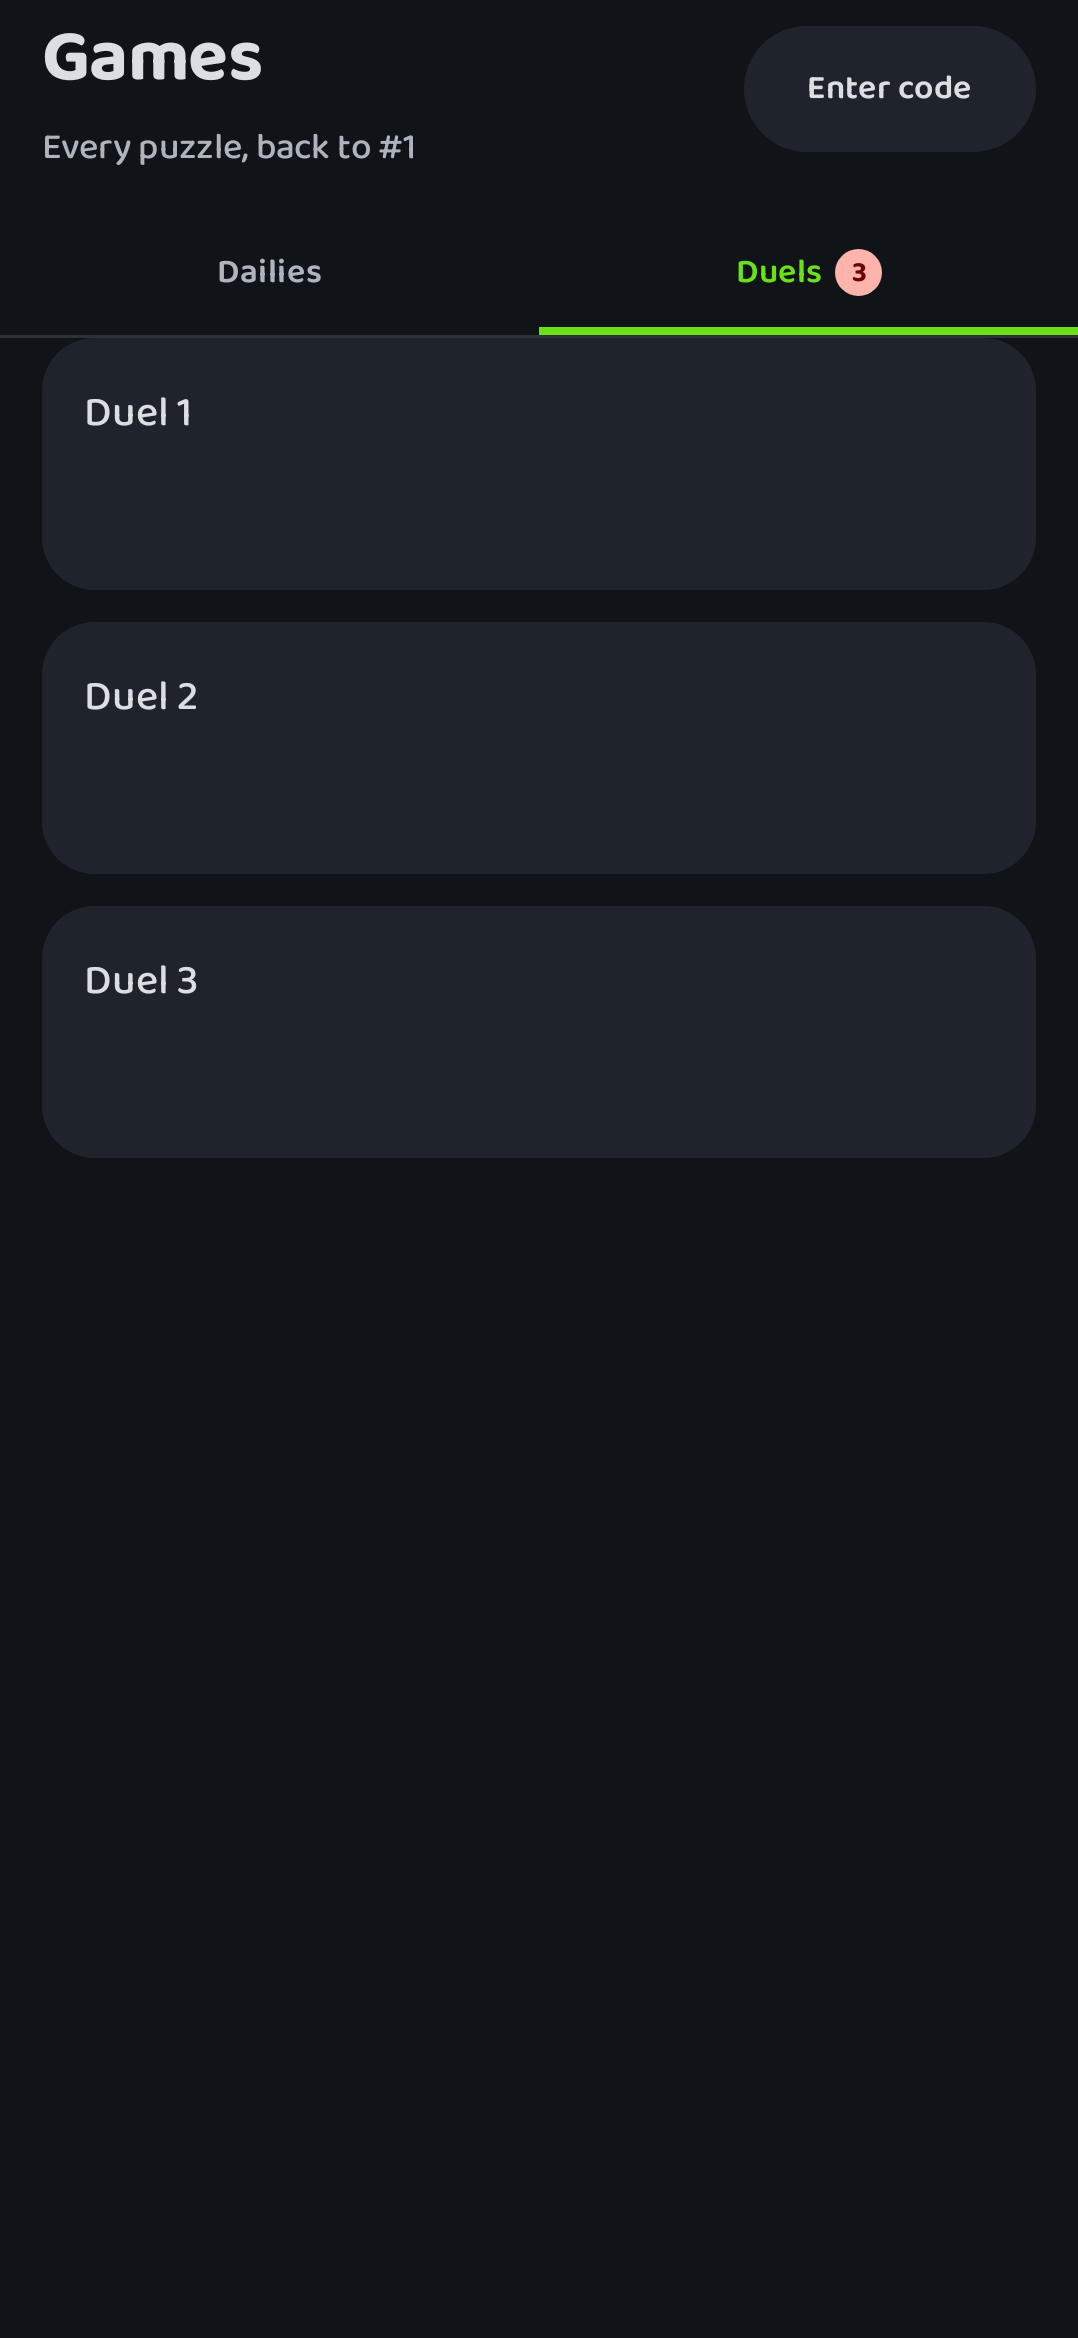 Games
Enter code
Every puzzle, back to #1
Dailies
Duels 3
Duel 1
Duel 2
Duel 3